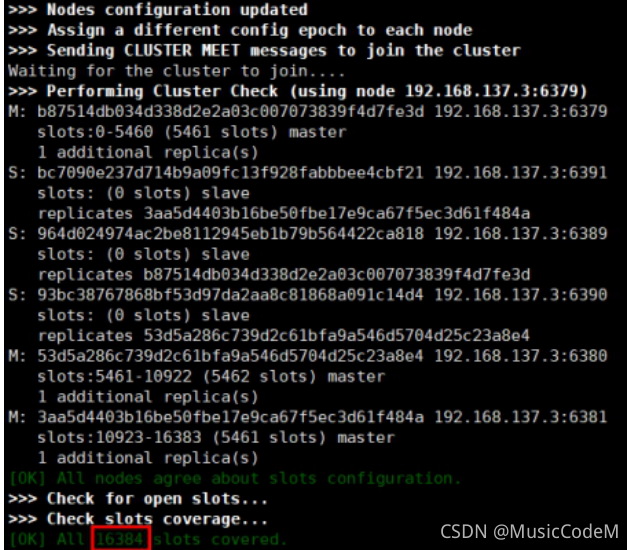 >>> Nodes configuration updated
>>> Assign a different config epoch to each node
>>> Sending CLUSTER MEET messages to join the cluster
Waiting for the cluster to join....
>>> Performing Cluster Check (using node 192.168.137.3:6379)
M: b87514db034d338d2e2a03c007073839f4d7fe3d 192.168.137.3:6379
slots:0-5460 (5461 slots) master
1 additional replica(s)
S: bc7090e237d714b9a09fc13f928fabbbee4cbf21 192.168.137.3:6391
slots: (0 slots) slave
replicates 3aa5d4403b16be50fbe17e9ca67f5ec3d61f484a
S: 964d024974ac2be8112945eb1b79b564422ca818 192.168.137.3:6389
slots: (0 slots) slave
replicates b87514db034d338d2e2a03c007073839f4d7fe3d
S: 93bc38767868bf53d97da2aa8c81868a091c14d4 192.168.137.3:6390
slots: (0 slots) slave
replicates 53d5a286c739d2c61bfa9a546d5704d25c23a8e4
M: 53d5a286c739d2c61bfa9a546d5704d25c23a8e4 192.168.137.3:6380
slots:5461-10922 (5462 slots) master
1 additional replica(s)
M: 3aa5d4403b16be50fbe17e9ca67f5ec3d61f484a 192.168.137.3:6381
slots:10923-16383 (5461 slots) master
1 additional replica(s)
[OK] All nodes agree about slots configuration.
>>> Check for open slots...
>>> Check slots coverage...
[OK] All 16384 slots covered.
CSDN @MusicCodeM